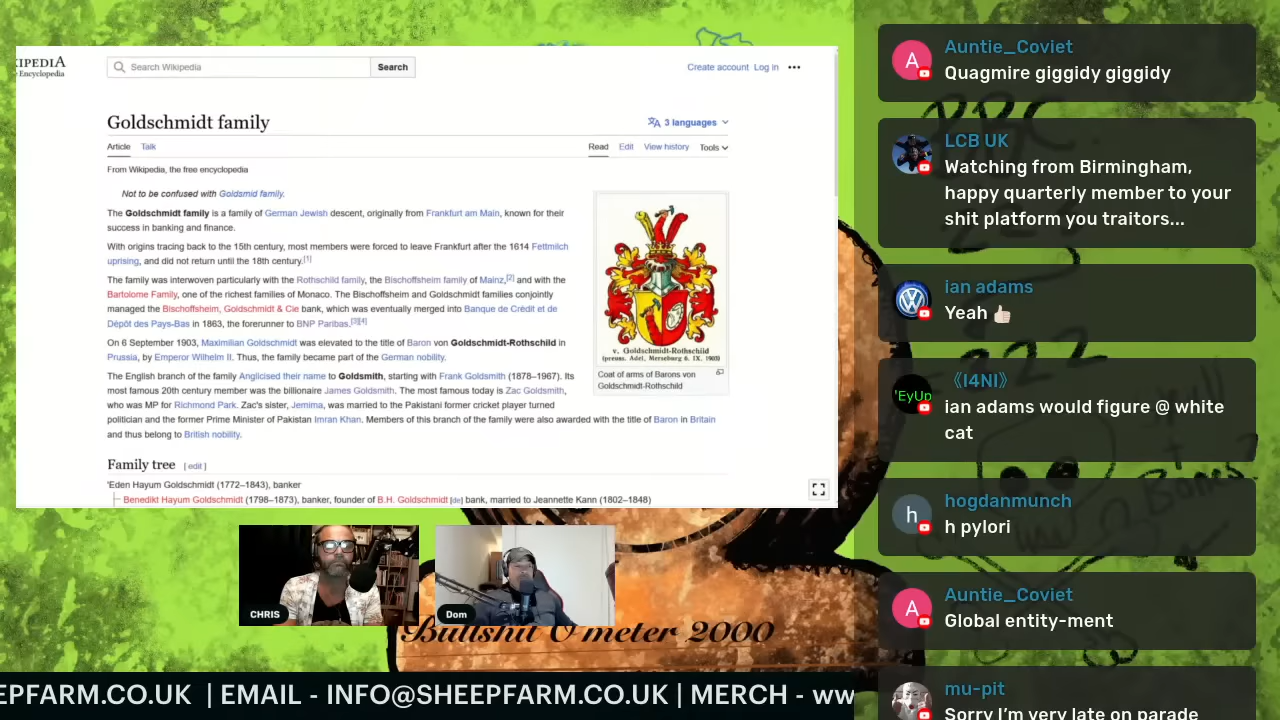 IPEDIA
Encyclopedia
Search Wikipedia
Search
Create account Log in •••
Goldschmidt family
3 languages
Article Talk
Read Edit View history Tools
From Wikipedia, the free encyclopedia
Not to be confused with Goldsmid family.
The Goldschmidt family is a family of German Jewish descent, originally from Frankfurt am Main, known for their
success in banking and finance.
With origins tracing back to the 15th century, most members were forced to leave Frankfurt after the 1614 Fettmilch
uprising, and did not return until the 18th century.[1]
The family was interwoven particularly with the Rothschild family, the Bischoffsheim family of Mainz,[2] and with the
Bartolome Family, one of the richest families of Monaco. The Bischoffsheim and Goldschmidt families conjointly
managed the Bischoffsheim, Goldschmidt & Cie bank, which was eventually merged into Banque de Crédit et de
Dépôt des Pays-Bas in 1863, the forerunner to BNP Paribas.[3][4]
On 6 September 1903, Maximilian Goldschmidt was elevated to the title of Baron von Goldschmidt-Rothschild in
Prussia, by Emperor Wilhelm II. Thus, the family became part of the German nobility.
The English branch of the family Anglicised their name to Goldsmith, starting with Frank Goldsmith (1878–1967). Its
most famous 20th century member was the billionaire James Goldsmith. The most famous today is Zac Goldsmith,
who was MP for Richmond Park. Zac's sister, Jemima, was married to the Pakistani former cricket player turned
politician and the former Prime Minister of Pakistan Imran Khan. Members of this branch of the family were also awarded with the title of Baron in Britain
and thus belong to British nobility.
v. Goldschmidt-Rothschild
(preuss. Adel, Merseburg 6. IX. 1903)
Coat of arms of Barons von
Goldschmidt-Rothschild
Family tree [ edit ]
'Eden Hayum Goldschmidt (1772–1843), banker
Benedikt Hayum Goldschmidt (1798–1873), banker, founder of B.H. Goldschmidt [de] bank, married to Jeannette Kann (1802–1848)
CHRIS
Dom
Bullshit O meter 2000
EPFARM.CO.UK | EMAIL - INFO@SHEEPFARM.CO.UK | MERCH - ww
A
Auntie_Coviet
Quagmire giggidy giggidy
LCB UK
Watching from Birmingham,
happy quarterly member to your
shit platform you traitors...
ian adams
Yeah 👍🏻
'EyUp
《I4NI》
ian adams would figure @ white
cat
h
hogdanmunch
h pylori
A
Auntie_Coviet
Global entity-ment
mu-pit
Sorry I'm very late on parade